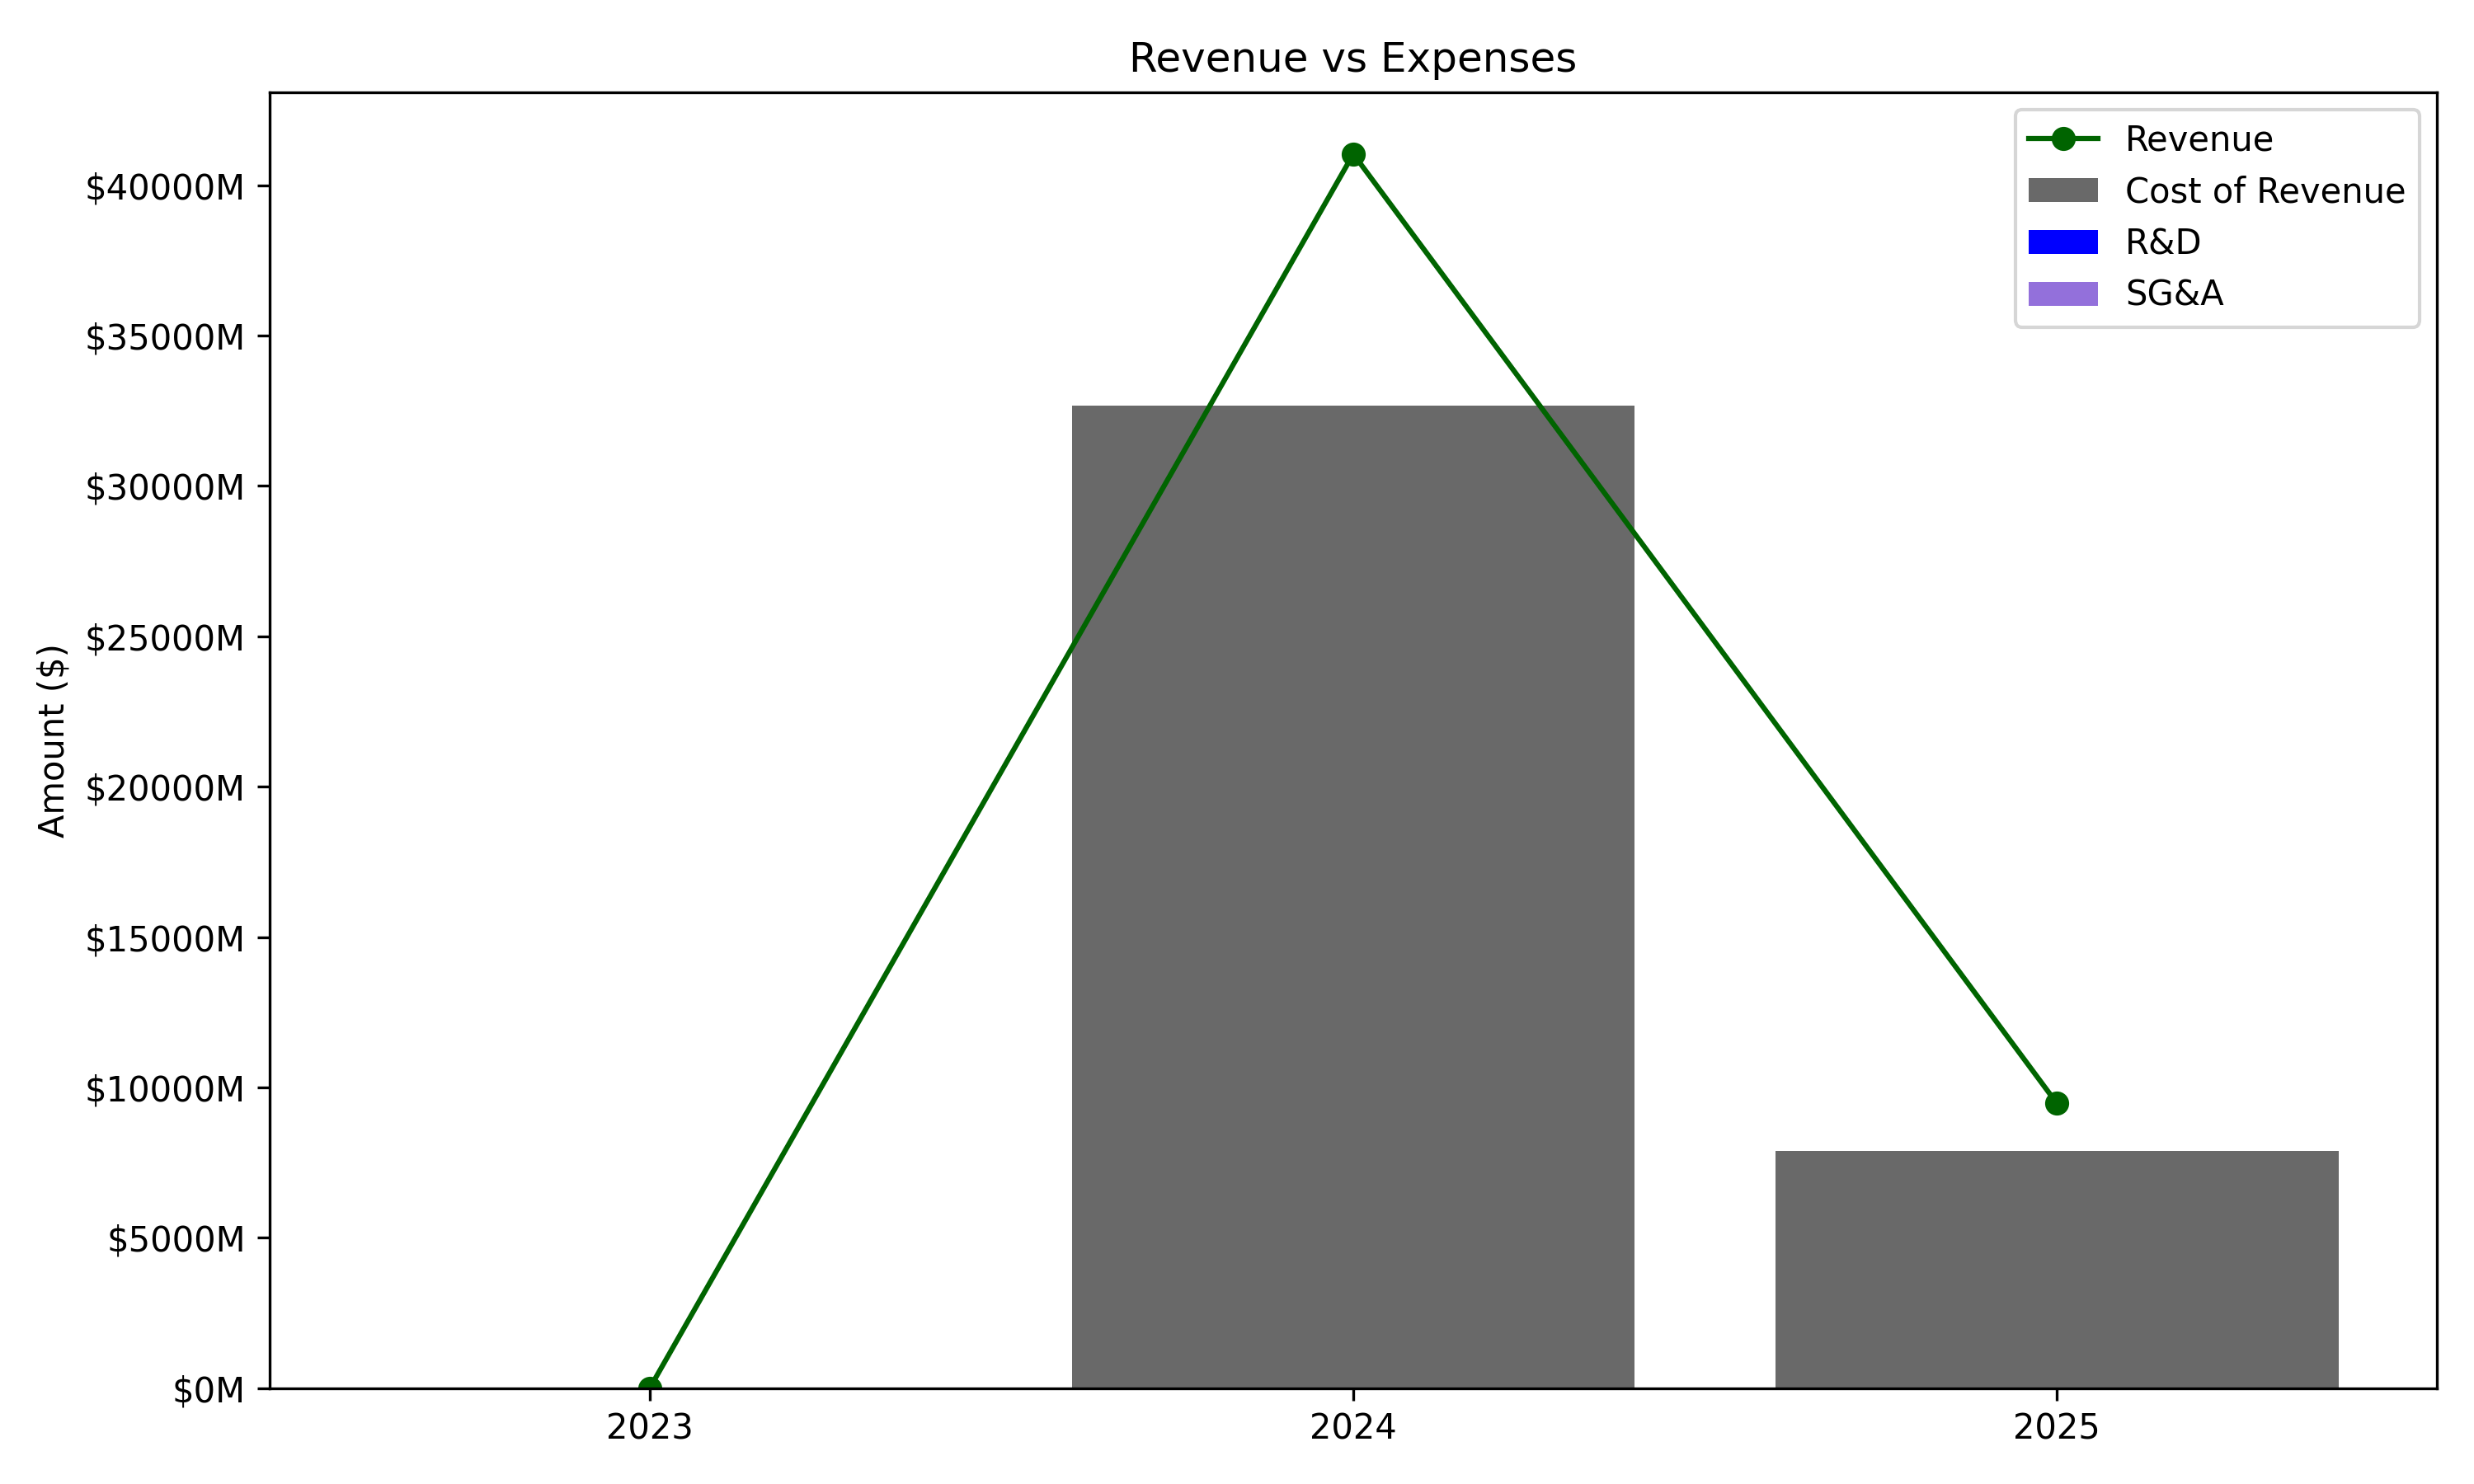 Revenue vs Expenses
Revenue
Cost of Revenue
R&D
SG&A
Amount ($)
$40000M
$35000M
$30000M
$25000M
$20000M
$15000M
$10000M
$5000M
$0M
2023
2024
2025